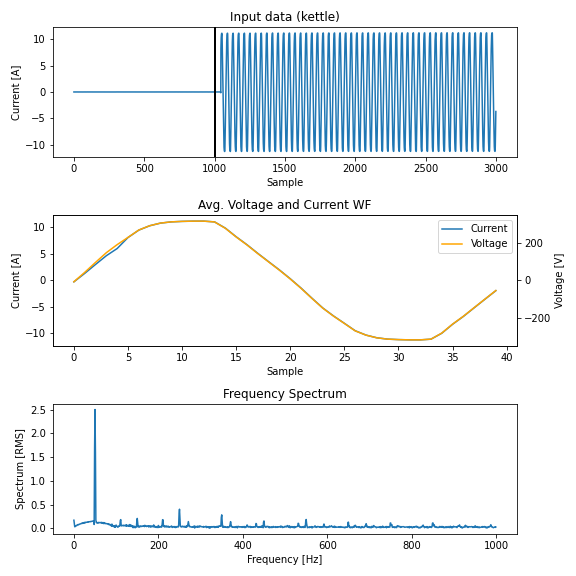 Input data (kettle)
Current [A]
10
5
0
−5
−10
0 500 1000 1500 2000 2500 3000
Sample
Avg. Voltage and Current WF
Current [A]
10
5
0
−5
−10
Current
Voltage
200
0
−200
Voltage [V]
0 5 10 15 20 25 30 35 40
Sample
Frequency Spectrum
Spectrum [RMS]
2.5
2.0
1.5
1.0
0.5
0.0
0 200 400 600 800 1000
Frequency [Hz]